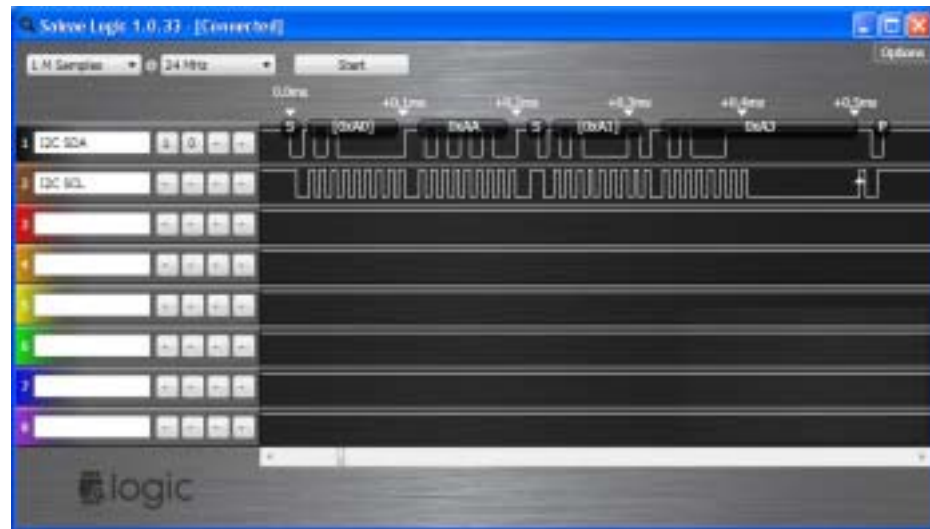 Saleae Logic 1.0.33 - [Connected]
Options
1 M Samples @ 24 MHz Start
0.0ms +0.1ms +0.2ms +0.3ms +0.4ms +0.5ms
S [0xA0] 0xAA S [0xA1] 0xA3 P
1 I2C SDA 1 0 - -
2 I2C SCL - - - -
3 - - - -
4 - - - -
5 - - - -
6 - - - -
7 - - - -
8 - - - -
logic